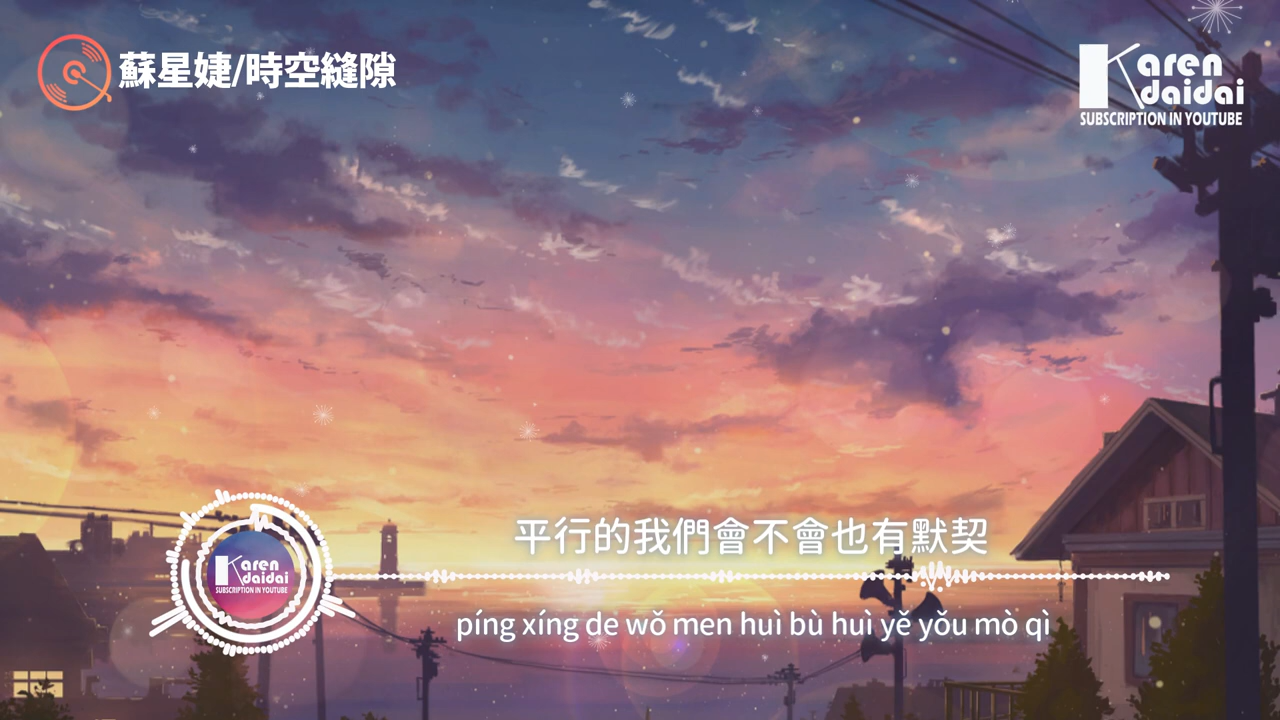 蘇星婕/時空縫隙
Karen
daidai
SUBSCRIPTION IN YOUTUBE
平行的我們會不會也有默契
píng xíng de wǒ men huì bù huì yě yǒu mò qì
Karen
daidai
SUBSCRIPTION IN YOUTUBE